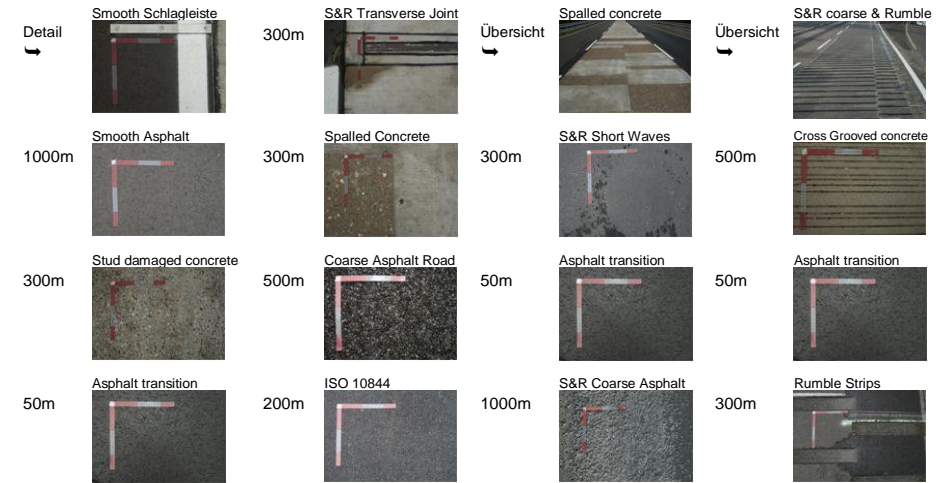 Smooth Schlagleiste
S&R Transverse Joint
Spalled concrete
S&R coarse & Rumble
Detail
300m
Übersicht
Übersicht
Smooth Asphalt
Spalled Concrete
S&R Short Waves
Cross Grooved concrete
1000m
300m
300m
500m
Stud damaged concrete
Coarse Asphalt Road
Asphalt transition
Asphalt transition
300m
500m
50m
50m
Asphalt transition
ISO 10844
S&R Coarse Asphalt
Rumble Strips
50m
200m
1000m
300m